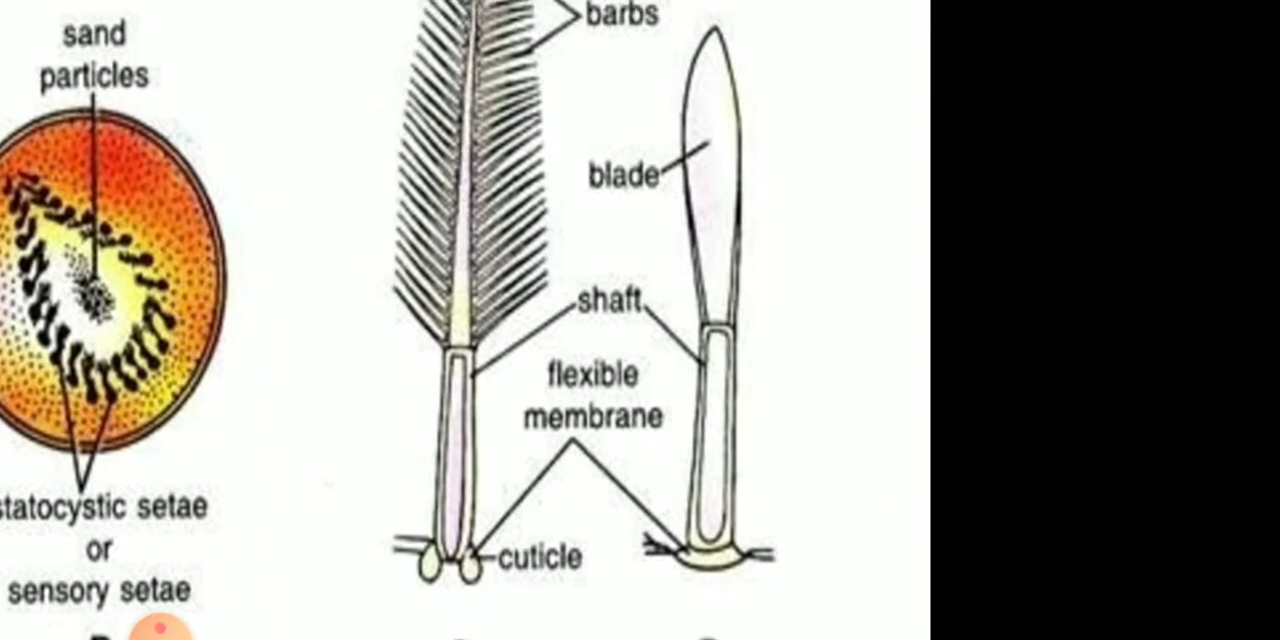 sand
particles
barbs
blade
shaft
flexible
membrane
cuticle
statocystic setae
or
sensory setae